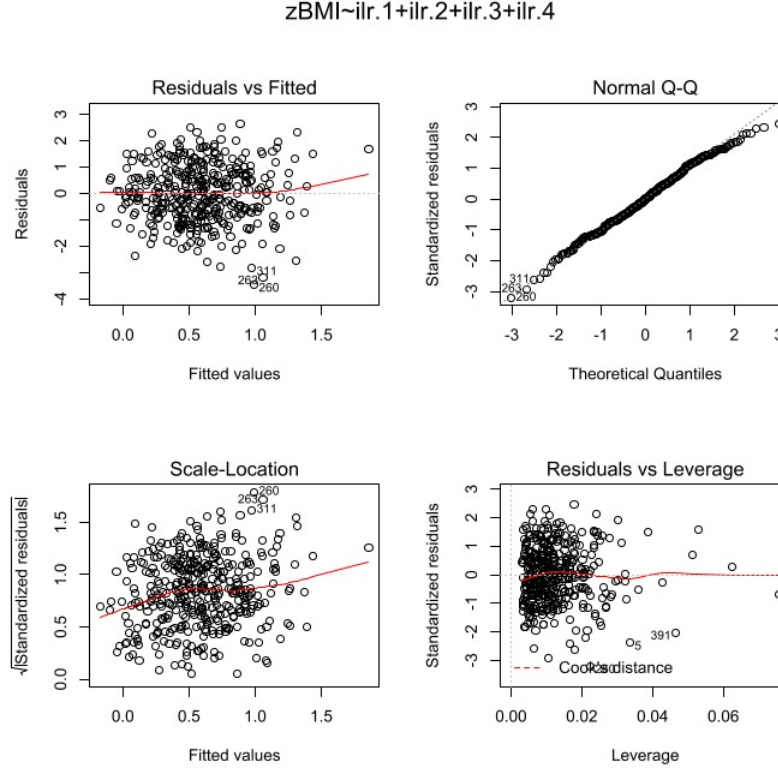 zBMI~ilr.1+ilr.2+ilr.3+ilr.4
Residuals vs Fitted
Residuals
3
2
1
0
-2
-4
311
263
260
0.0 0.5 1.0 1.5
Fitted values
Normal Q-Q
Standardized residuals
3
2
1
0
-1
-2
-3
311
263
260
-3 -2 -1 0 1 2 3
Theoretical Quantiles
Scale-Location
√|Standardized residuals|
1.5
1.0
0.5
0.0
260
263
311
0.0 0.5 1.0 1.5
Fitted values
Residuals vs Leverage
Standardized residuals
3
2
1
0
-1
-2
-3
391
5
Cook's distance
0.00 0.02 0.04 0.06
Leverage